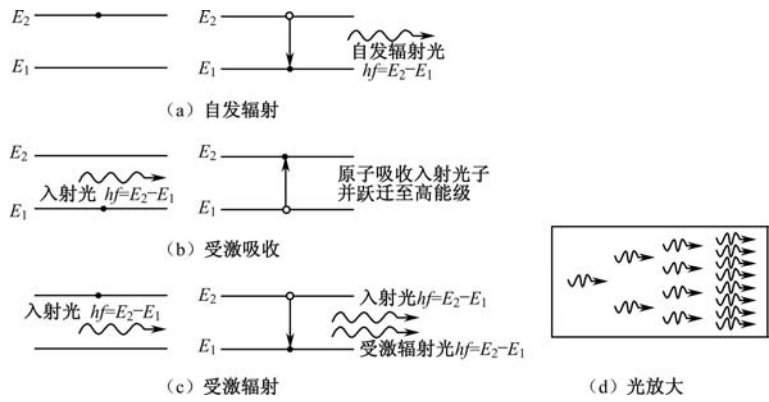 E₂
E₁
自发辐射光
hf=E₂−E₁
（a）自发辐射
E₂
入射光 hf=E₂−E₁
E₁
E₂
E₁
原子吸收入射光子
并跃迁至高能级
（b）受激吸收
入射光 hf=E₂−E₁
E₂
E₁
入射光hf=E₂−E₁
受激辐射光hf=E₂−E₁
（c）受激辐射
（d）光放大